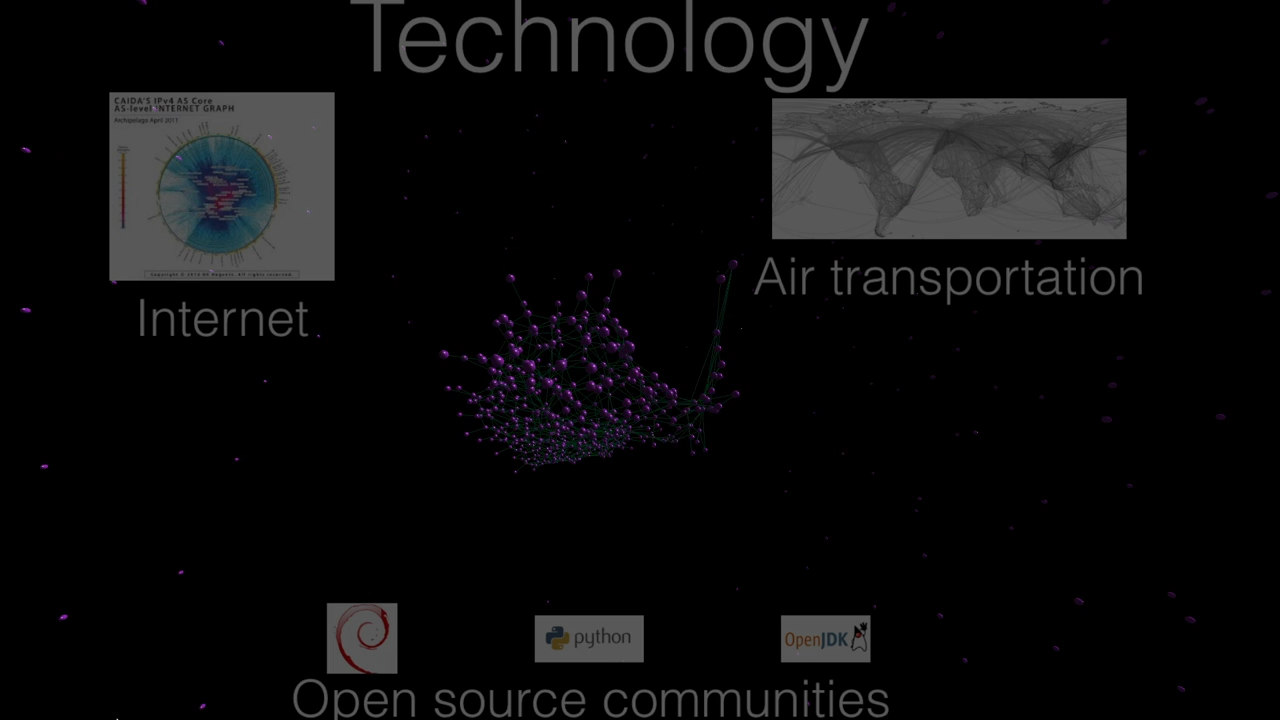 Technology
CAIDA'S IPv4 AS Core
AS-level INTERNET GRAPH
Archipelago April 2011
Internet
Air transportation
python
OpenJDK
Open source communities